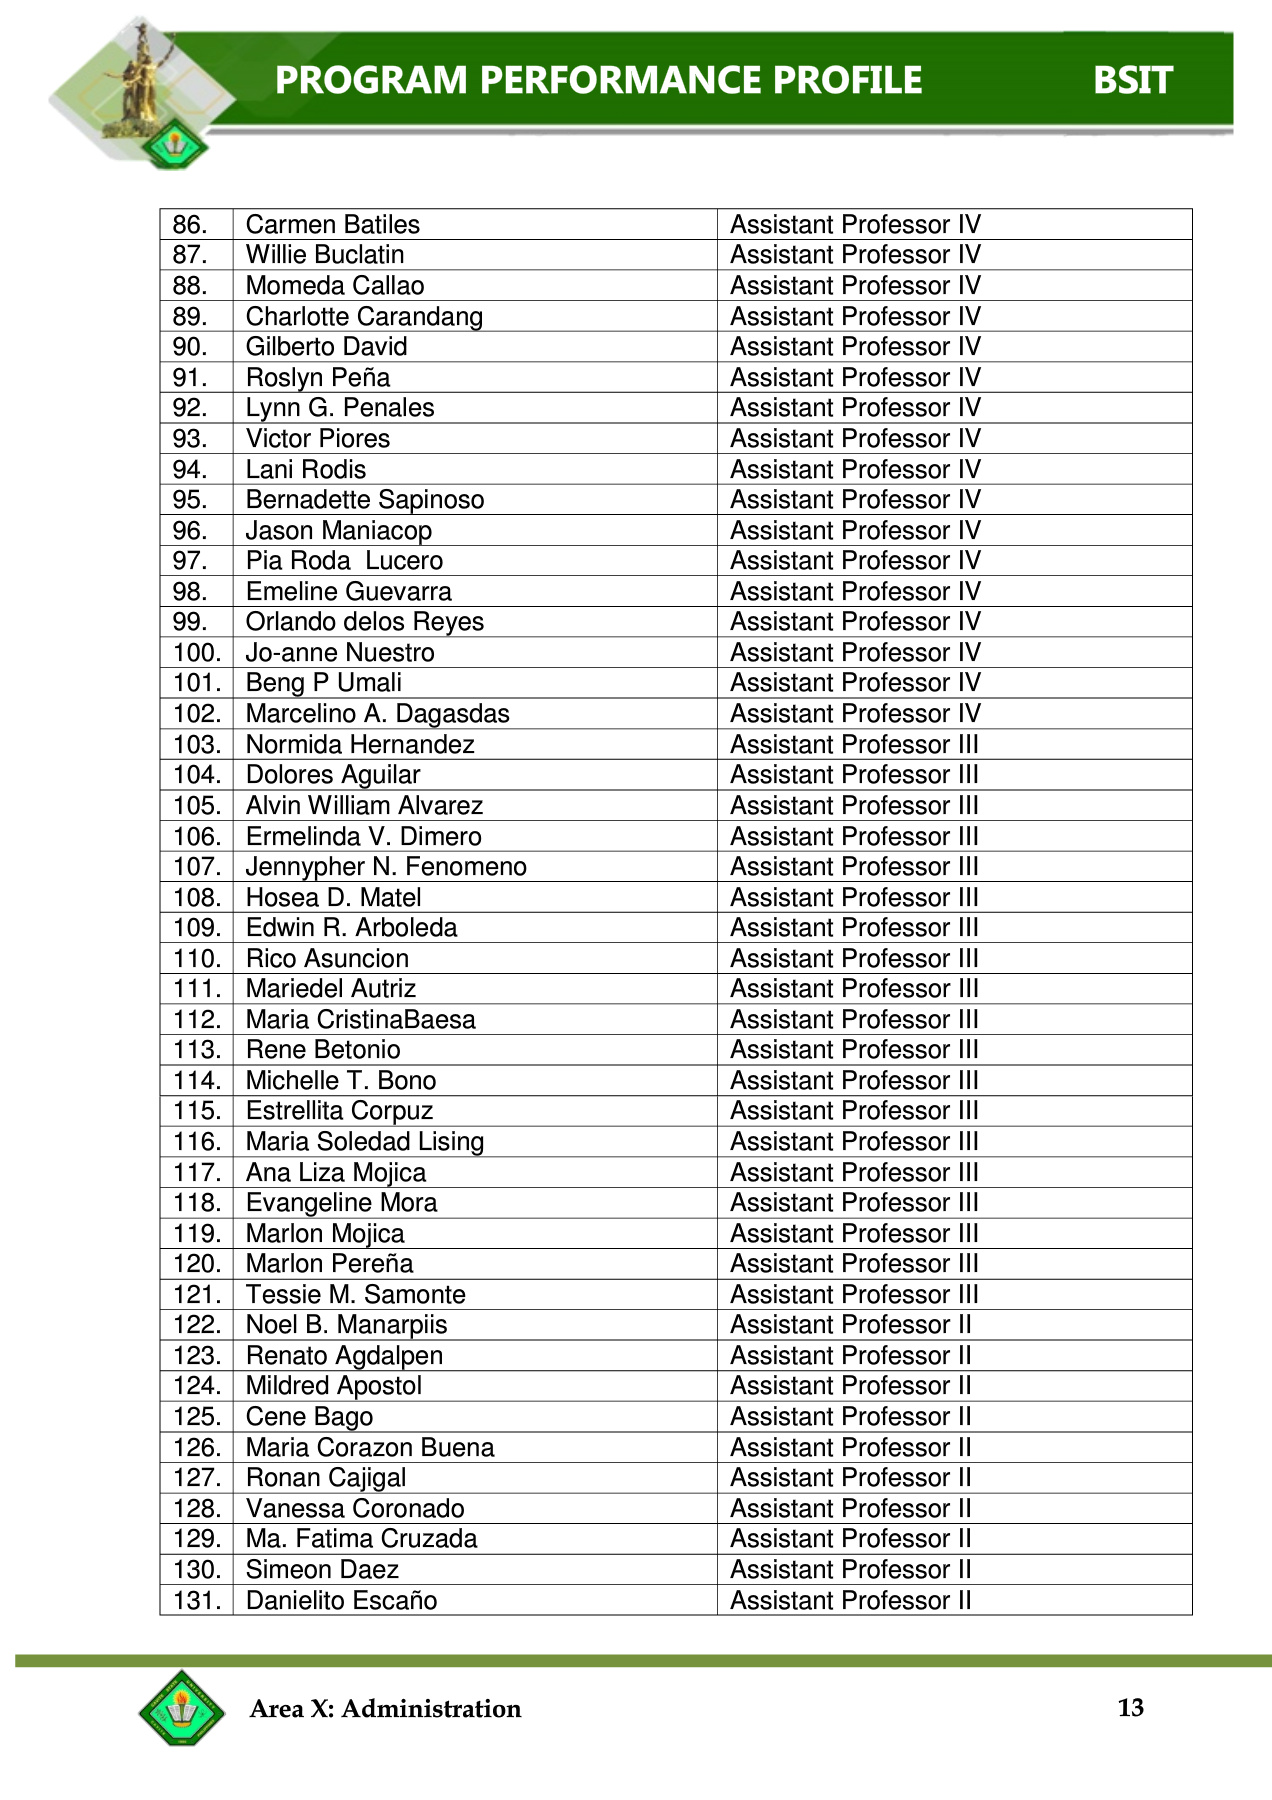 PROGRAM PERFORMANCE PROFILE BSIT
86. Carmen Batiles Assistant Professor IV
87. Willie Buclatin Assistant Professor IV
88. Momeda Callao Assistant Professor IV
89. Charlotte Carandang Assistant Professor IV
90. Gilberto David Assistant Professor IV
91. Roslyn Peña Assistant Professor IV
92. Lynn G. Penales Assistant Professor IV
93. Victor Piores Assistant Professor IV
94. Lani Rodis Assistant Professor IV
95. Bernadette Sapinoso Assistant Professor IV
96. Jason Maniacop Assistant Professor IV
97. Pia Roda  Lucero Assistant Professor IV
98. Emeline Guevarra Assistant Professor IV
99. Orlando delos Reyes Assistant Professor IV
100. Jo-anne Nuestro Assistant Professor IV
101. Beng P Umali Assistant Professor IV
102. Marcelino A. Dagasdas Assistant Professor IV
103. Normida Hernandez Assistant Professor III
104. Dolores Aguilar Assistant Professor III
105. Alvin William Alvarez Assistant Professor III
106. Ermelinda V. Dimero Assistant Professor III
107. Jennypher N. Fenomeno Assistant Professor III
108. Hosea D. Matel Assistant Professor III
109. Edwin R. Arboleda Assistant Professor III
110. Rico Asuncion Assistant Professor III
111. Mariedel Autriz Assistant Professor III
112. Maria CristinaBaesa Assistant Professor III
113. Rene Betonio Assistant Professor III
114. Michelle T. Bono Assistant Professor III
115. Estrellita Corpuz Assistant Professor III
116. Maria Soledad Lising Assistant Professor III
117. Ana Liza Mojica Assistant Professor III
118. Evangeline Mora Assistant Professor III
119. Marlon Mojica Assistant Professor III
120. Marlon Pereña Assistant Professor III
121. Tessie M. Samonte Assistant Professor III
122. Noel B. Manarpiis Assistant Professor II
123. Renato Agdalpen Assistant Professor II
124. Mildred Apostol Assistant Professor II
125. Cene Bago Assistant Professor II
126. Maria Corazon Buena Assistant Professor II
127. Ronan Cajigal Assistant Professor II
128. Vanessa Coronado Assistant Professor II
129. Ma. Fatima Cruzada Assistant Professor II
130. Simeon Daez Assistant Professor II
131. Danielito Escaño Assistant Professor II
Area X: Administration 13